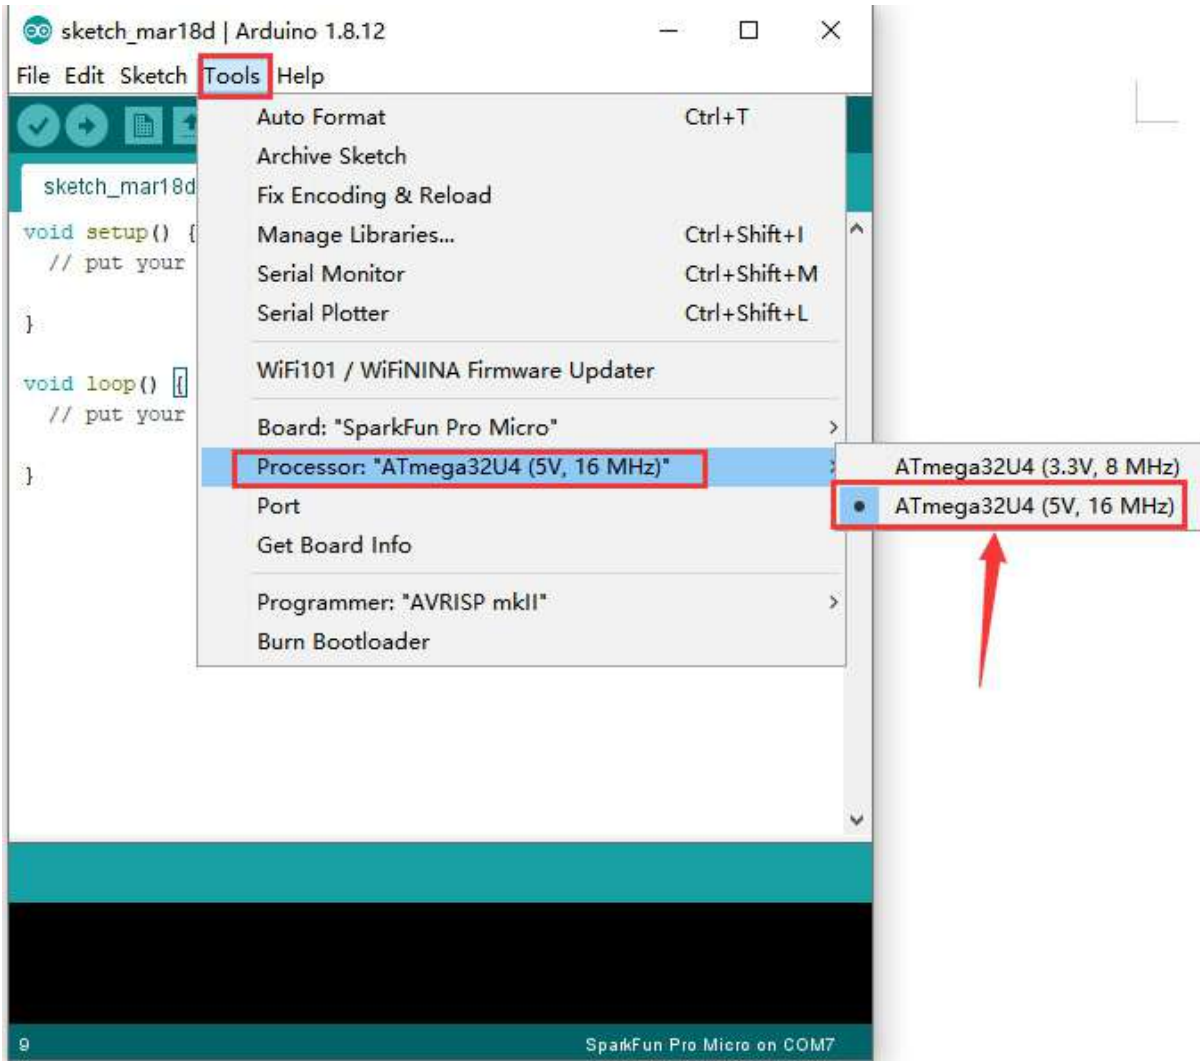 sketch_mar18d | Arduino 1.8.12
File Edit Sketch Tools Help
Auto Format Ctrl+T
Archive Sketch
sketch_mar18d
Fix Encoding & Reload
void setup() {
Manage Libraries... Ctrl+Shift+I
// put your
Serial Monitor Ctrl+Shift+M
Serial Plotter Ctrl+Shift+L
}
WiFi101 / WiFiNINA Firmware Updater
void loop() {
// put your
Board: "SparkFun Pro Micro"
Processor: "ATmega32U4 (5V, 16 MHz)"
ATmega32U4 (3.3V, 8 MHz)
}
Port
ATmega32U4 (5V, 16 MHz)
Get Board Info
Programmer: "AVRISP mkII"
Burn Bootloader
9 SparkFun Pro Micro on COM7